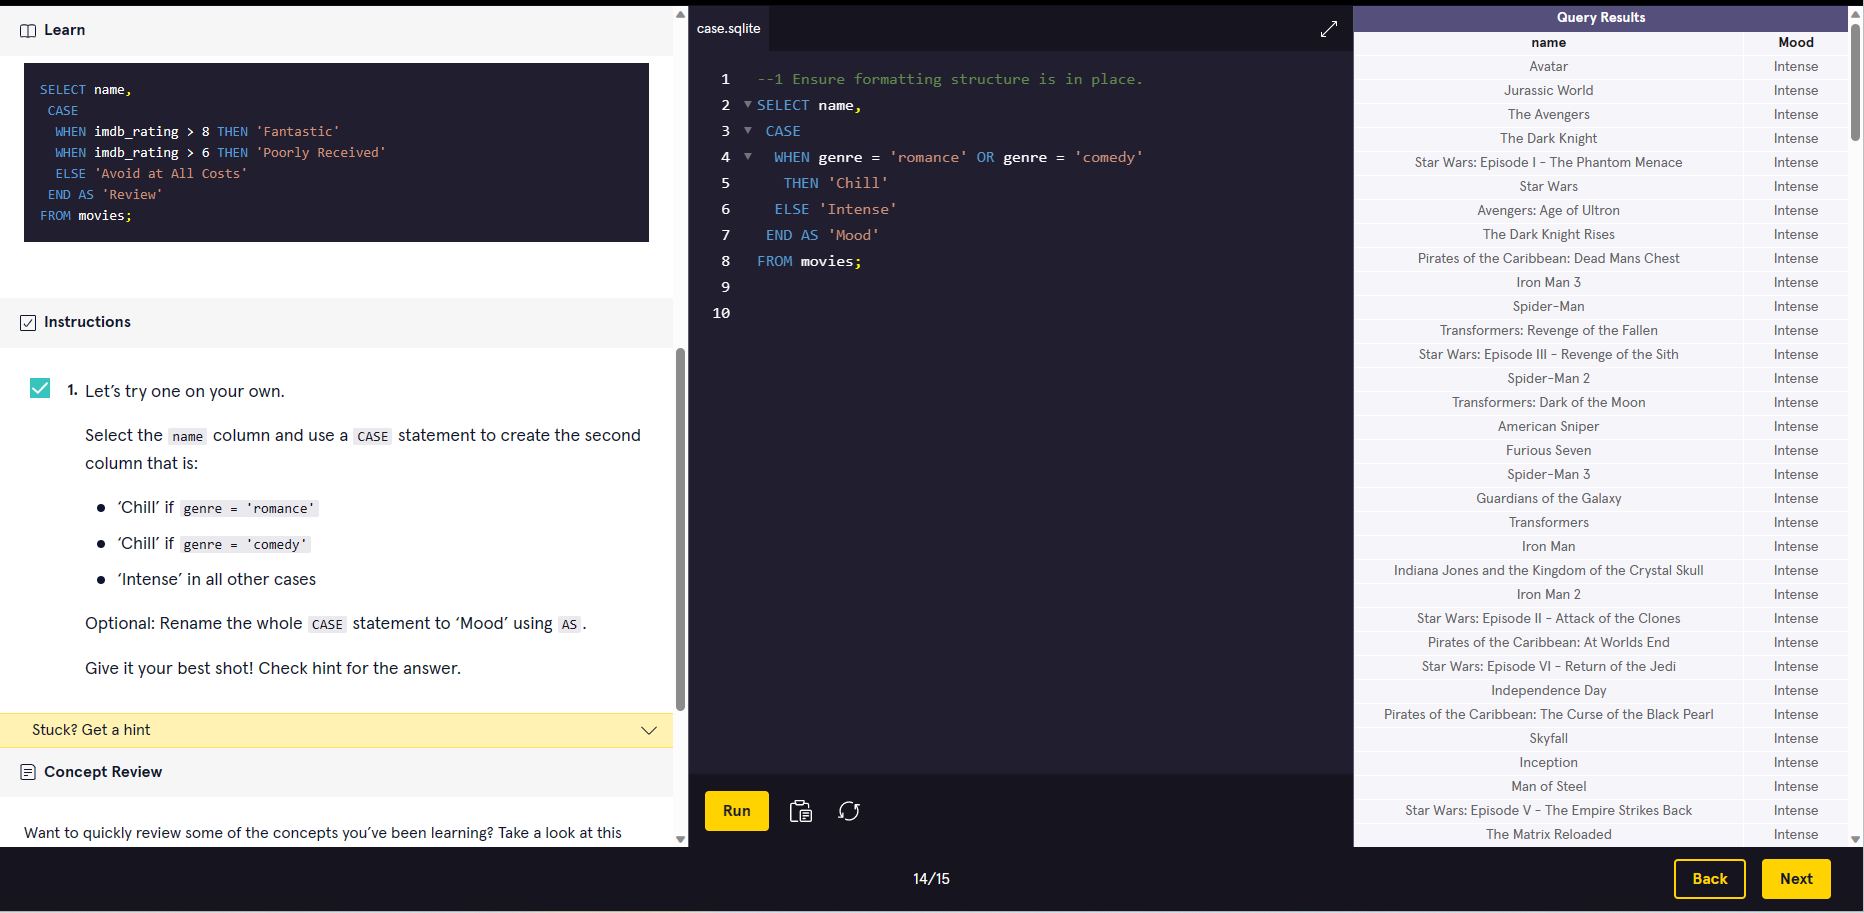 Learn
SELECT name,
CASE
WHEN imdb_rating > 8 THEN 'Fantastic'
WHEN imdb_rating > 6 THEN 'Poorly Received'
ELSE 'Avoid at All Costs'
END AS 'Review'
FROM movies;
Instructions
1. Let's try one on your own.
Select the name column and use a CASE statement to create the second
column that is:
• ‘Chill’ if genre = 'romance'
• ‘Chill’ if genre = 'comedy'
• ‘Intense’ in all other cases
Optional: Rename the whole CASE statement to ‘Mood’ using AS.
Give it your best shot! Check hint for the answer.
Stuck? Get a hint
Concept Review
Want to quickly review some of the concepts you’ve been learning? Take a look at this
case.sqlite
1 --1 Ensure formatting structure is in place.
2 SELECT name,
3 CASE
4 WHEN genre = 'romance' OR genre = 'comedy'
5 THEN 'Chill'
6 ELSE 'Intense'
7 END AS 'Mood'
8 FROM movies;
9
10
Run
Query Results
name Mood
Avatar Intense
Jurassic World Intense
The Avengers Intense
The Dark Knight Intense
Star Wars: Episode I - The Phantom Menace Intense
Star Wars Intense
Avengers: Age of Ultron Intense
The Dark Knight Rises Intense
Pirates of the Caribbean: Dead Mans Chest Intense
Iron Man 3 Intense
Spider-Man Intense
Transformers: Revenge of the Fallen Intense
Star Wars: Episode III - Revenge of the Sith Intense
Spider-Man 2 Intense
Transformers: Dark of the Moon Intense
American Sniper Intense
Furious Seven Intense
Spider-Man 3 Intense
Guardians of the Galaxy Intense
Transformers Intense
Iron Man Intense
Indiana Jones and the Kingdom of the Crystal Skull Intense
Iron Man 2 Intense
Star Wars: Episode II - Attack of the Clones Intense
Pirates of the Caribbean: At Worlds End Intense
Star Wars: Episode VI - Return of the Jedi Intense
Independence Day Intense
Pirates of the Caribbean: The Curse of the Black Pearl Intense
Skyfall Intense
Inception Intense
Man of Steel Intense
Star Wars: Episode V - The Empire Strikes Back Intense
The Matrix Reloaded Intense
14/15
Back
Next